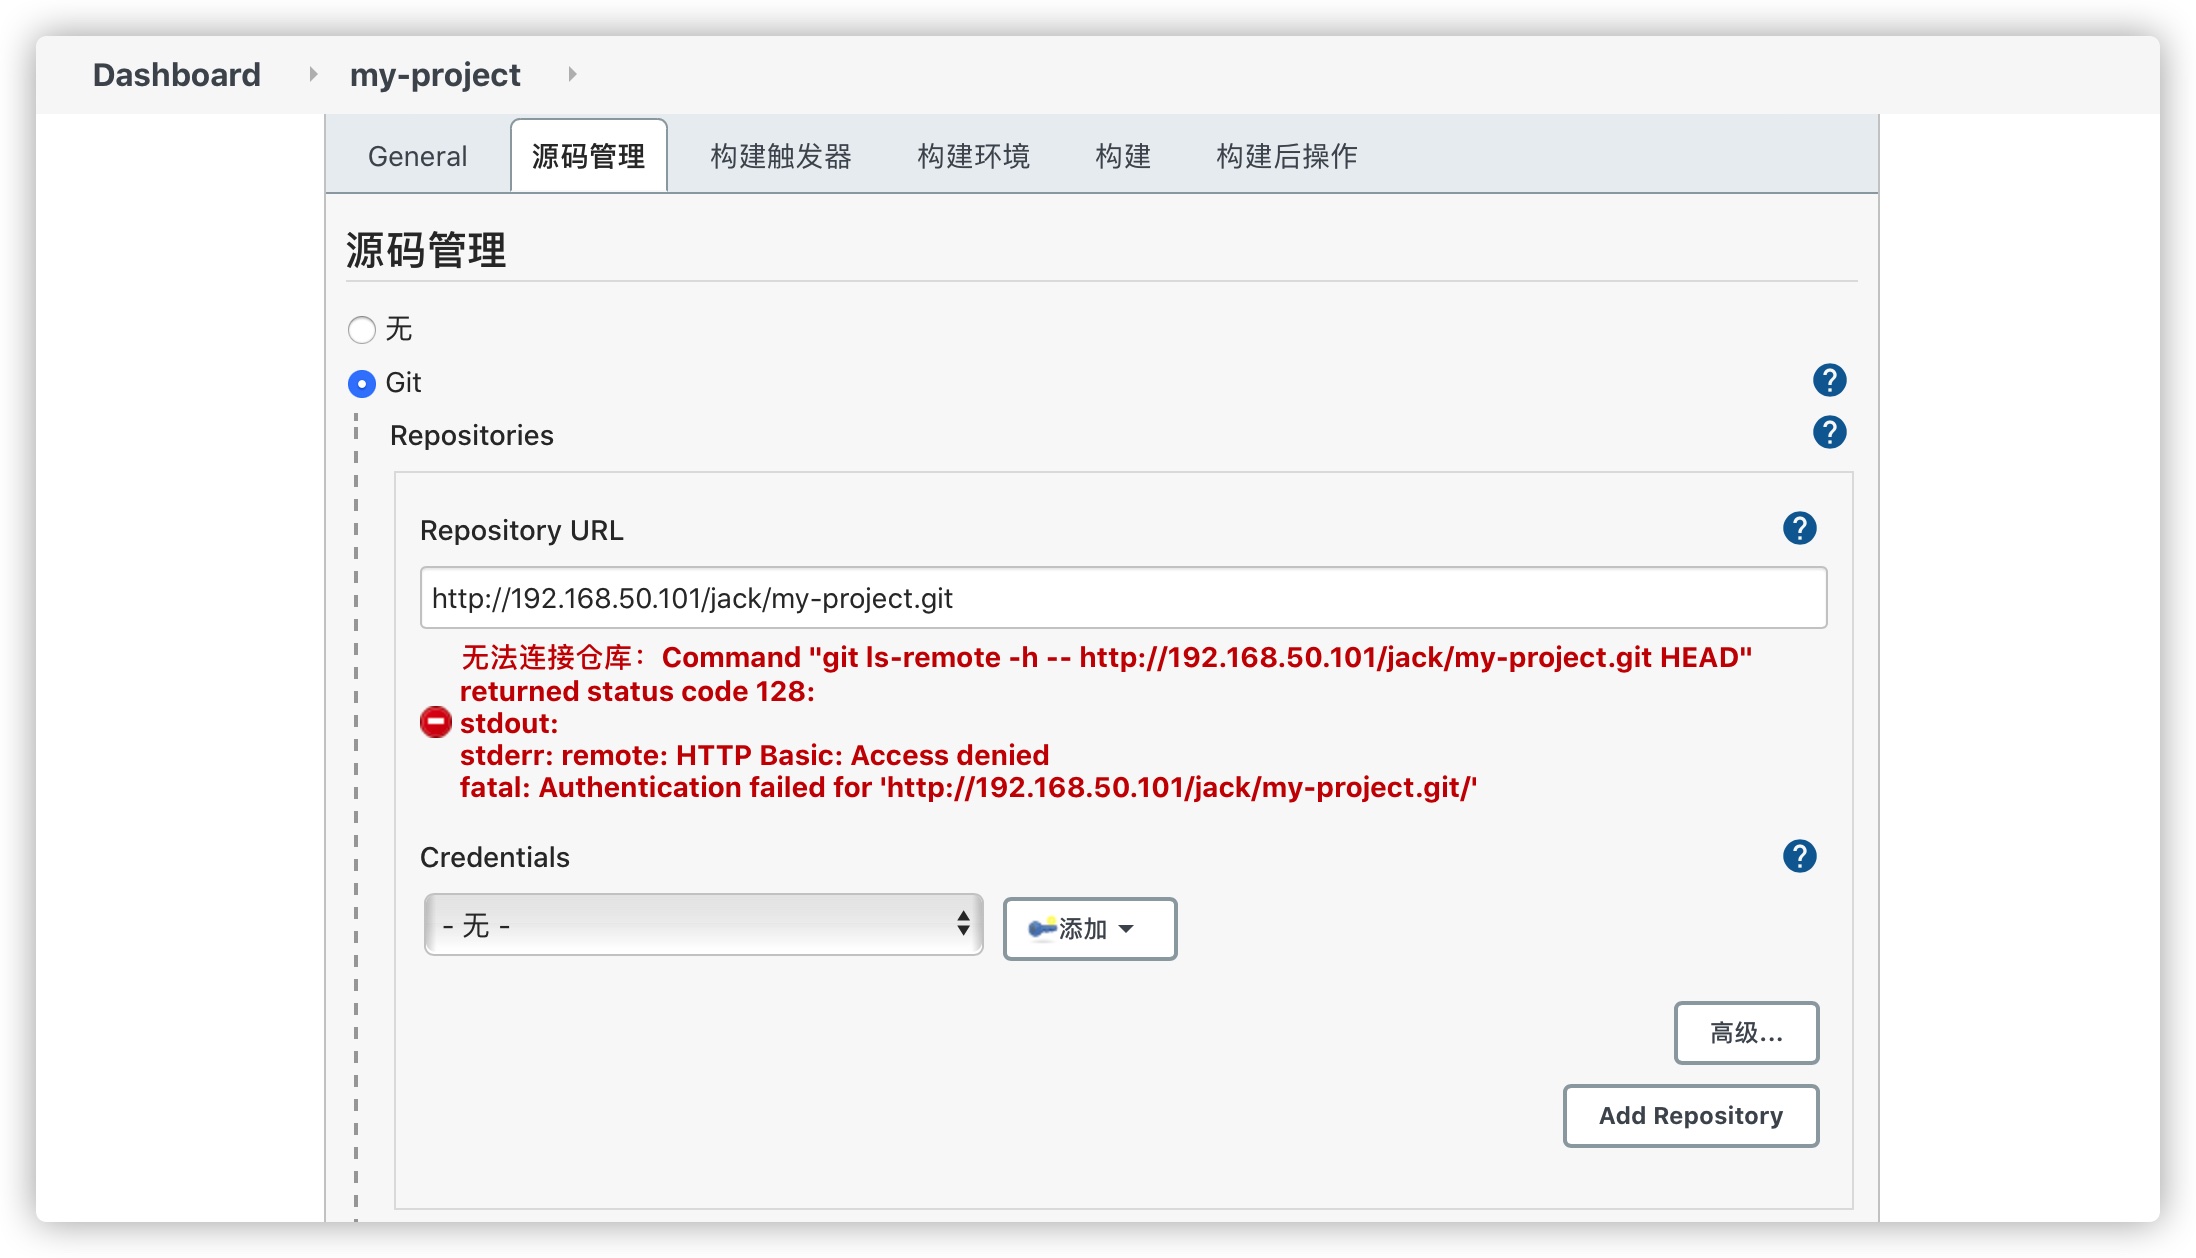 Dashboard
my-project
General
源码管理
构建触发器
构建环境
构建
构建后操作
源码管理
无
Git
Repositories
Repository URL
http://192.168.50.101/jack/my-project.git
无法连接仓库：Command "git ls-remote -h -- http://192.168.50.101/jack/my-project.git HEAD"
returned status code 128:
stdout:
stderr: remote: HTTP Basic: Access denied
fatal: Authentication failed for 'http://192.168.50.101/jack/my-project.git/'
Credentials
- 无 -
添加
高级...
Add Repository